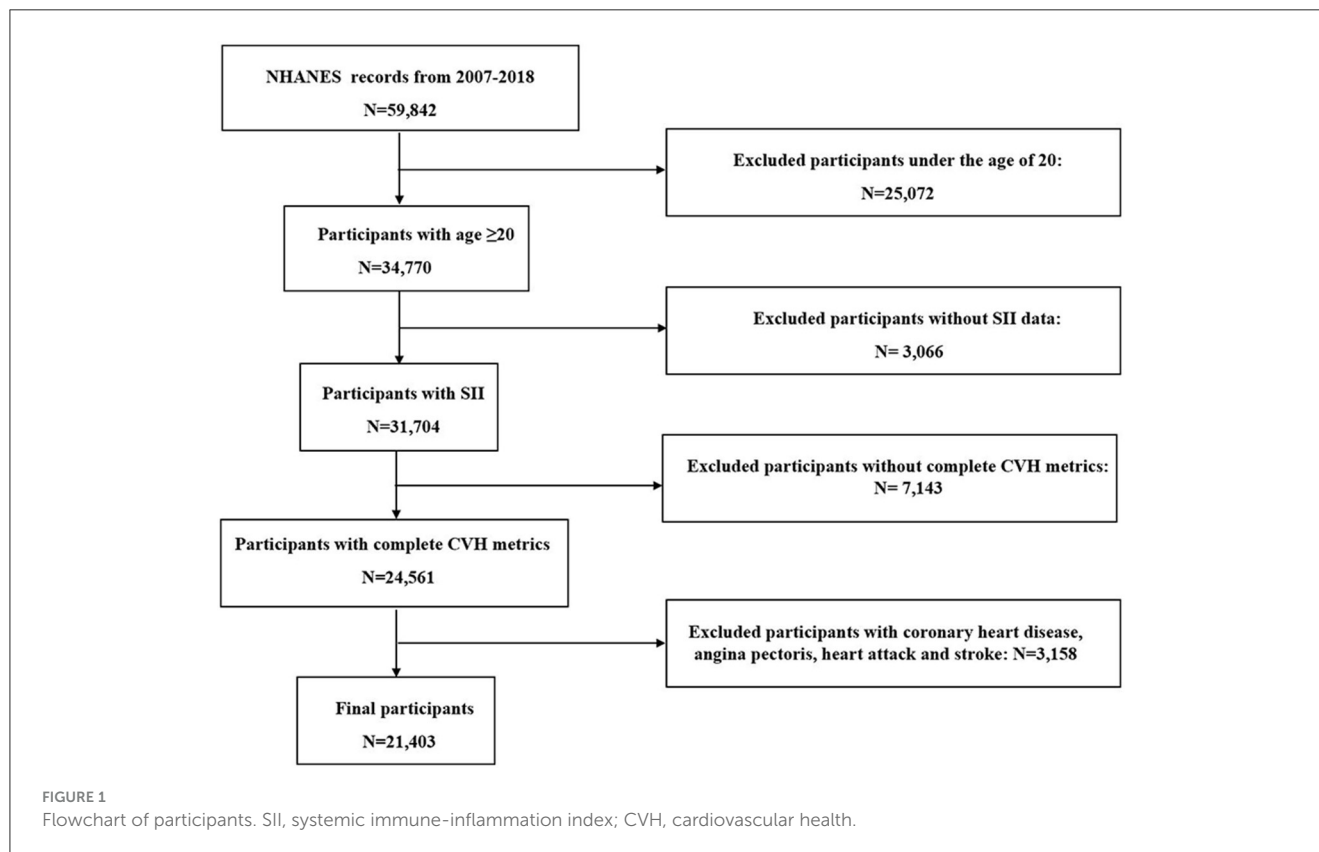 NHANES records from 2007-2018
N=59,842
Excluded participants under the age of 20:
N=25,072
Participants with age ≥20
N=34,770
Excluded participants without SII data:
N= 3,066
Participants with SII
N=31,704
Excluded participants without complete CVH metrics:
N= 7,143
Participants with complete CVH metrics
N=24,561
Excluded participants with coronary heart disease,
angina pectoris, heart attack and stroke: N=3,158
Final participants
N=21,403
FIGURE 1
Flowchart of participants. SII, systemic immune-inflammation index; CVH, cardiovascular health.